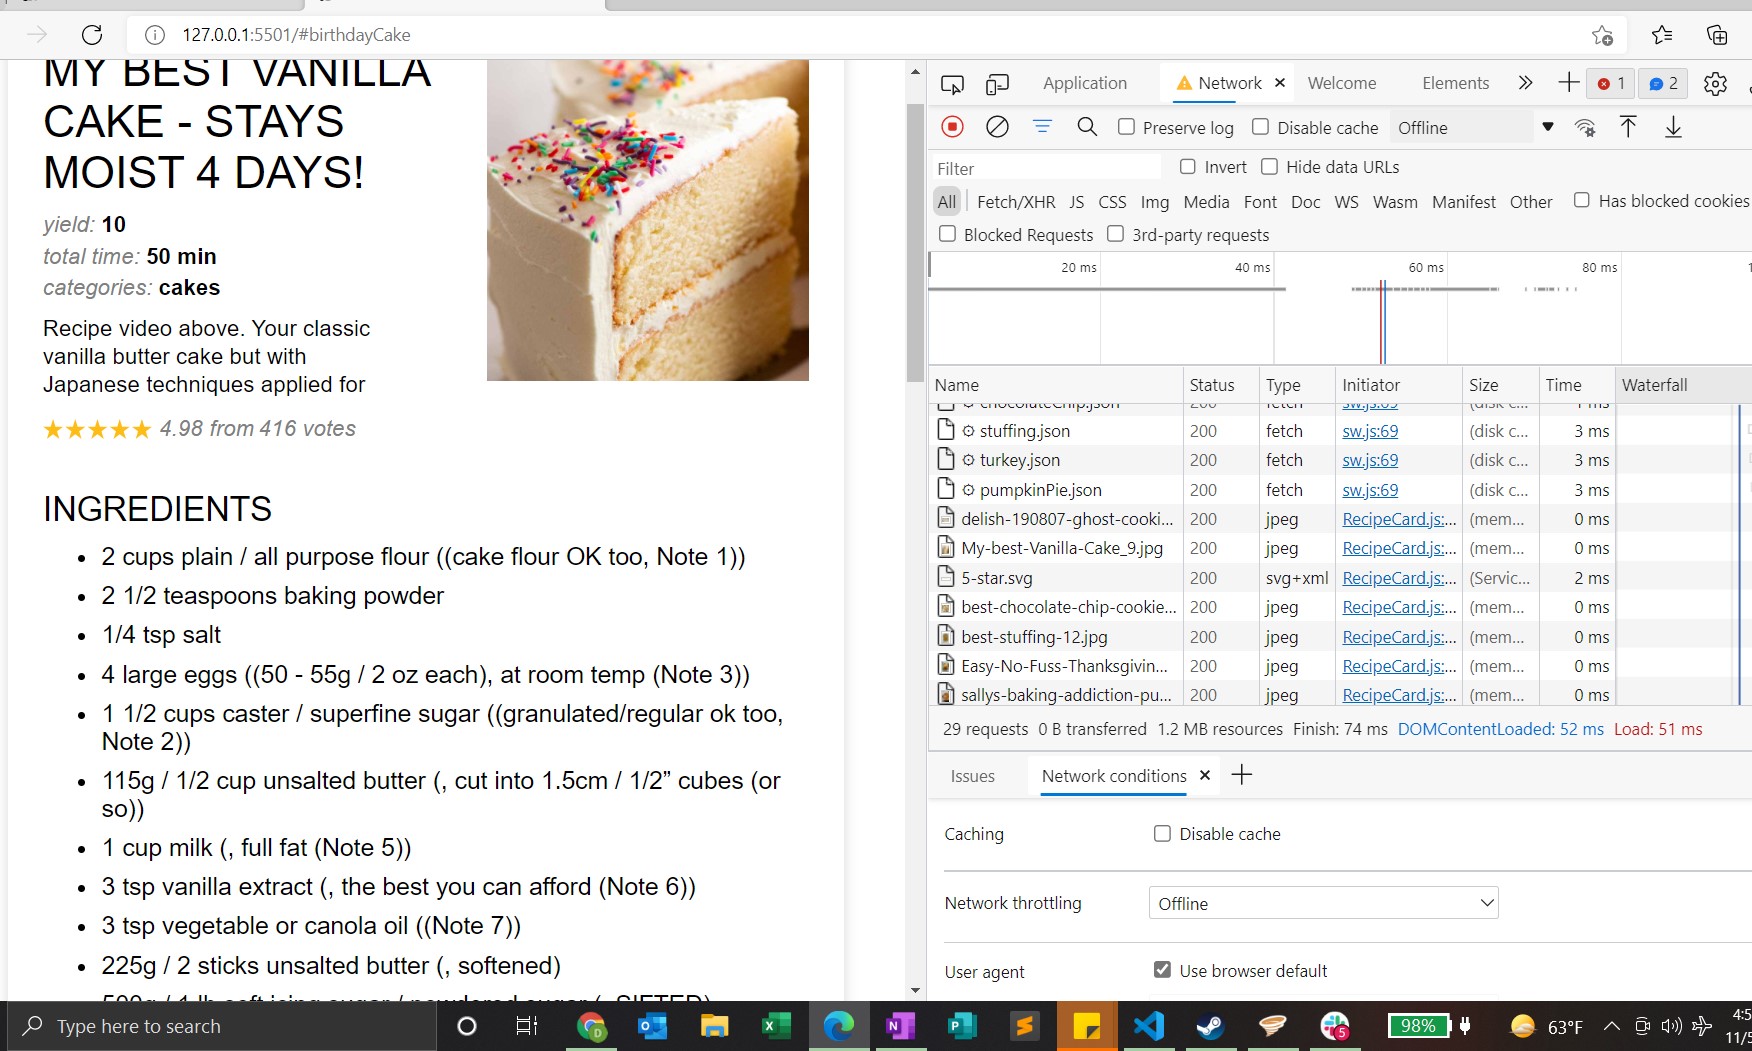 127.0.0.1:5501/#birthdayCake
MY BEST VANILLA
CAKE - STAYS
MOIST 4 DAYS!
yield: 10
total time: 50 min
categories: cakes
Recipe video above. Your classic
vanilla butter cake but with
Japanese techniques applied for
4.98 from 416 votes
INGREDIENTS
• 2 cups plain / all purpose flour ((cake flour OK too, Note 1))
• 2 1/2 teaspoons baking powder
• 1/4 tsp salt
• 4 large eggs ((50 - 55g / 2 oz each), at room temp (Note 3))
• 1 1/2 cups caster / superfine sugar ((granulated/regular ok too,
Note 2))
• 115g / 1/2 cup unsalted butter (, cut into 1.5cm / 1/2” cubes (or
so))
• 1 cup milk (, full fat (Note 5))
• 3 tsp vanilla extract (, the best you can afford (Note 6))
• 3 tsp vegetable or canola oil ((Note 7))
• 225g / 2 sticks unsalted butter (, softened)
• 500g / 1 lb soft icing sugar / powdered sugar (, SIFTED)
Application Network Welcome Elements 1 2
Preserve log Disable cache Offline
Filter Invert Hide data URLs
All Fetch/XHR JS CSS Img Media Font Doc WS Wasm Manifest Other Has blocked cookies
Blocked Requests 3rd-party requests
20 ms 40 ms 60 ms 80 ms
Name Status Type Initiator Size Time Waterfall
chocolateChip.json 200 fetch sw.js:69 (disk c... 4 ms
stuffing.json 200 fetch sw.js:69 (disk c... 3 ms
turkey.json 200 fetch sw.js:69 (disk c... 3 ms
pumpkinPie.json 200 fetch sw.js:69 (disk c... 3 ms
delish-190807-ghost-cooki... 200 jpeg RecipeCard.js:... (mem... 0 ms
My-best-Vanilla-Cake_9.jpg 200 jpeg RecipeCard.js:... (mem... 0 ms
5-star.svg 200 svg+xml RecipeCard.js:... (Servic... 2 ms
best-chocolate-chip-cookie... 200 jpeg RecipeCard.js:... (mem... 0 ms
best-stuffing-12.jpg 200 jpeg RecipeCard.js:... (mem... 0 ms
Easy-No-Fuss-Thanksgivin... 200 jpeg RecipeCard.js:... (mem... 0 ms
sallys-baking-addiction-pu... 200 jpeg RecipeCard.js:... (mem... 0 ms
29 requests 0 B transferred 1.2 MB resources Finish: 74 ms DOMContentLoaded: 52 ms Load: 51 ms
Issues Network conditions
Caching Disable cache
Network throttling Offline
User agent Use browser default
Type here to search
98% 63°F 4:5
11/5